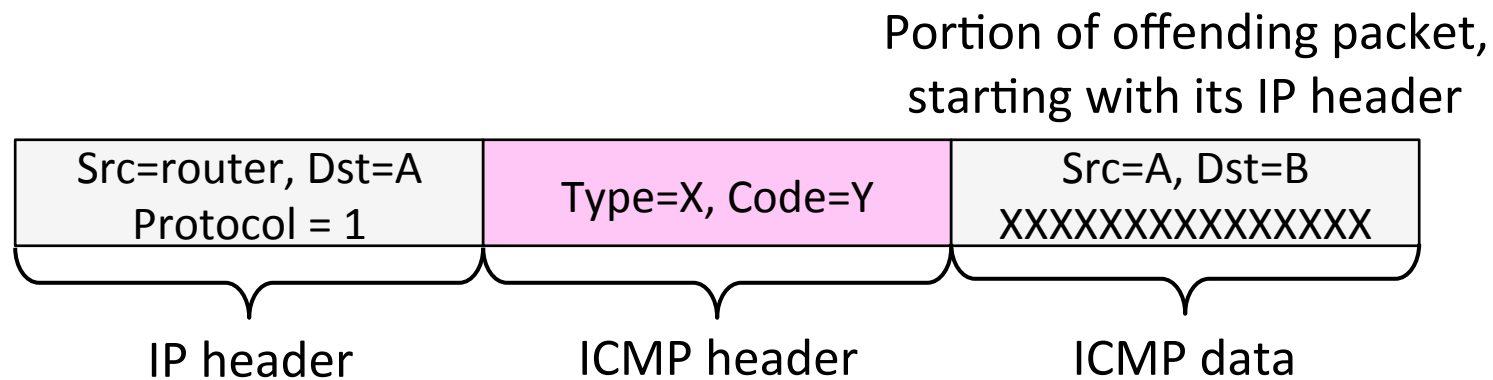 Portion of offending packet,
starting with its IP header
Src=router, Dst=A
Protocol = 1
Type=X, Code=Y
Src=A, Dst=B
XXXXXXXXXXXXXXX
IP header
ICMP header
ICMP data